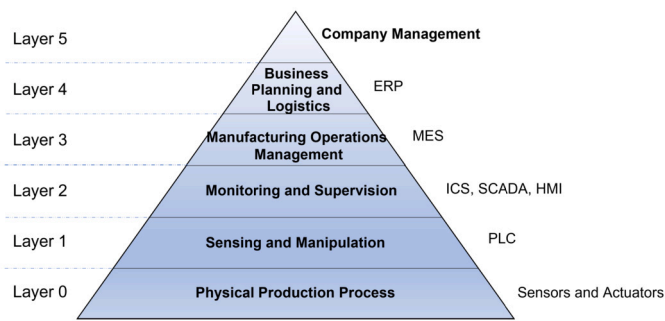 Layer 5
Company Management
Layer 4
Business
Planning and
Logistics
ERP
Layer 3
Manufacturing Operations
Management
MES
Layer 2
Monitoring and Supervision
ICS, SCADA, HMI
Layer 1
Sensing and Manipulation
PLC
Layer 0
Physical Production Process
Sensors and Actuators